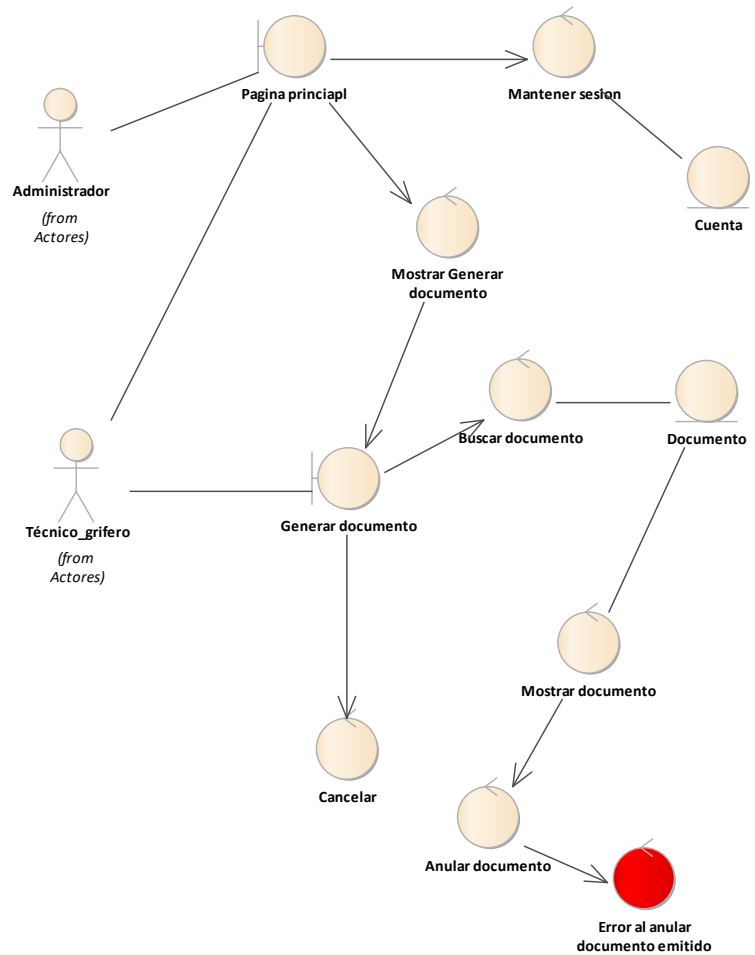 Pagina princiapl
Mantener sesion
Administrador
(from
Actores)
Cuenta
Mostrar Generar
documento
Buscar documento
Documento
Técnico_grifero
(from
Actores)
Generar documento
Mostrar documento
Cancelar
Anular documento
Error al anular
documento emitido